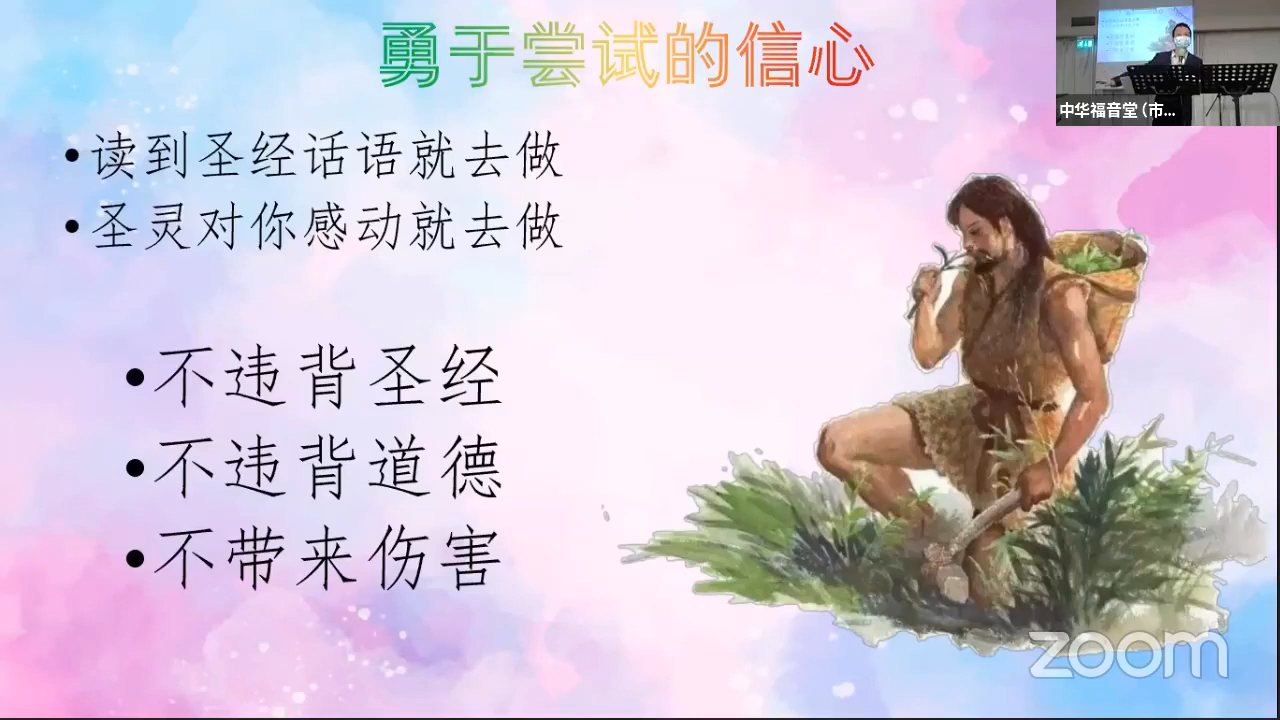 勇于尝试的信心
中华福音堂（市...
•读到圣经话语就去做
•圣灵对你感动就去做
•不违背圣经
•不违背道德
•不带来伤害
zoom